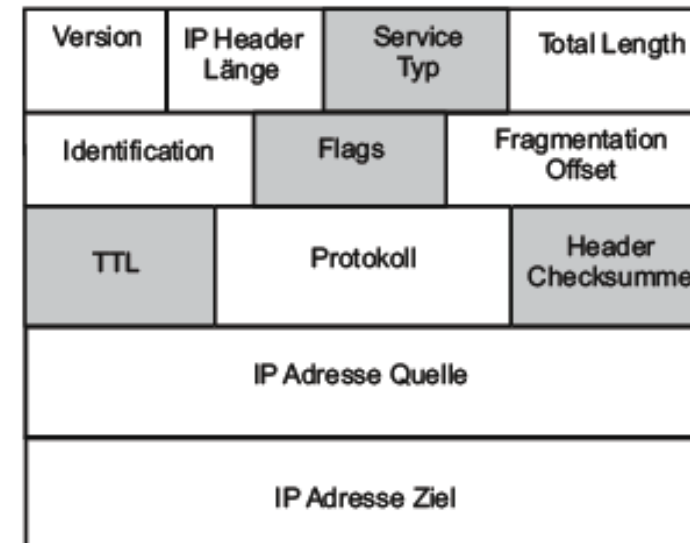 Version
IP Header
Länge
Service
Typ
Total Length
Identification
Flags
Fragmentation
Offset
TTL
Protokoll
Header
Checksumme
IP Adresse Quelle
IP Adresse Ziel